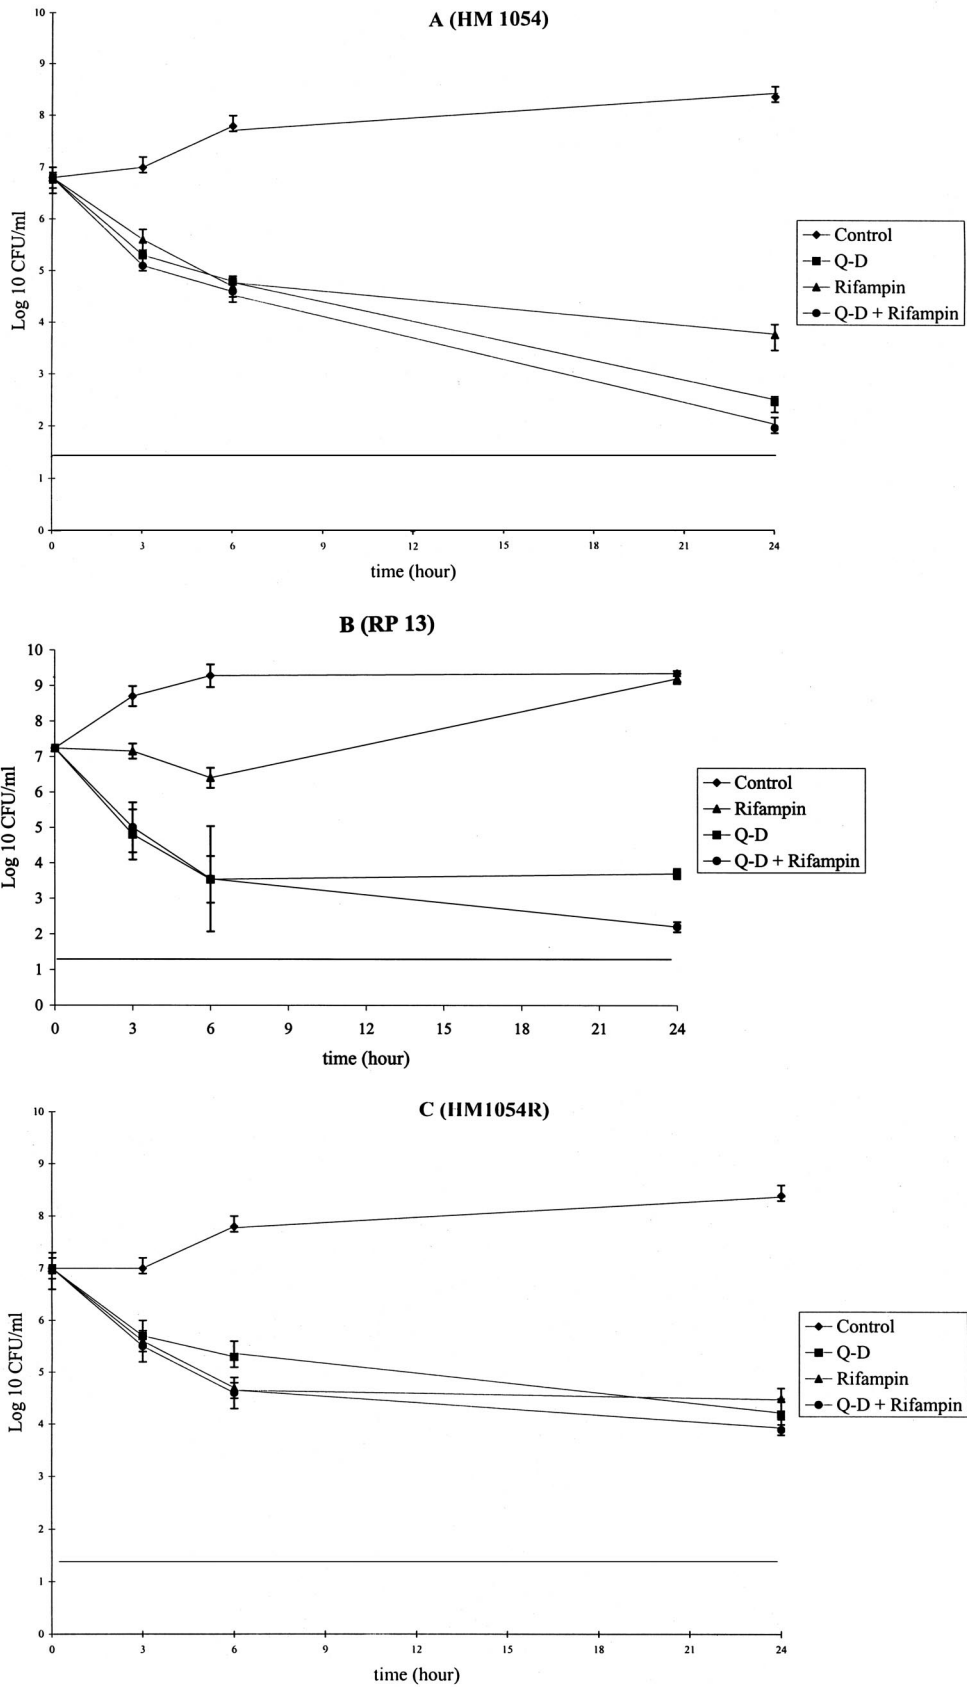 A (HM 1054)
10
9
8
7
6
5
4
3
2
1
0
Log 10 CFU/ml
0 3 6 9 12 15 18 21 24
time (hour)
Control
Q-D
Rifampin
Q-D + Rifampin
B (RP 13)
10
9
8
7
6
5
4
3
2
1
0
Log 10 CFU/ml
0 3 6 9 12 15 18 21 24
time (hour)
Control
Rifampin
Q-D
Q-D + Rifampin
C (HM1054R)
10
9
8
7
6
5
4
3
2
1
0
Log 10 CFU/ml
0 3 6 9 12 15 18 21 24
time (hour)
Control
Q-D
Rifampin
Q-D + Rifampin